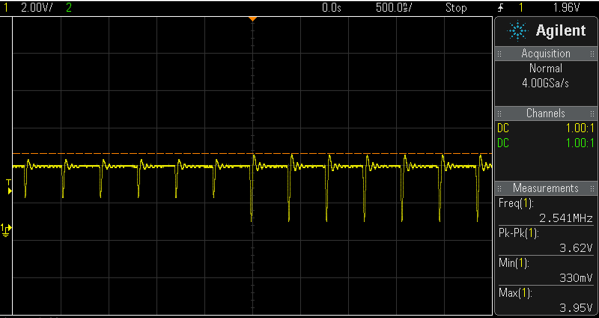 1 2.00V/ 2 0.0s 500.0ns/ Stop 1 1.96V
Agilent
Acquisition
Normal
4.00GSa/s
Channels
DC 1.00:1
DC 1.00:1
Measurements
Freq(1):
2.541MHz
Pk-Pk(1):
3.62V
Min(1):
330mV
Max(1):
3.95V
T
1